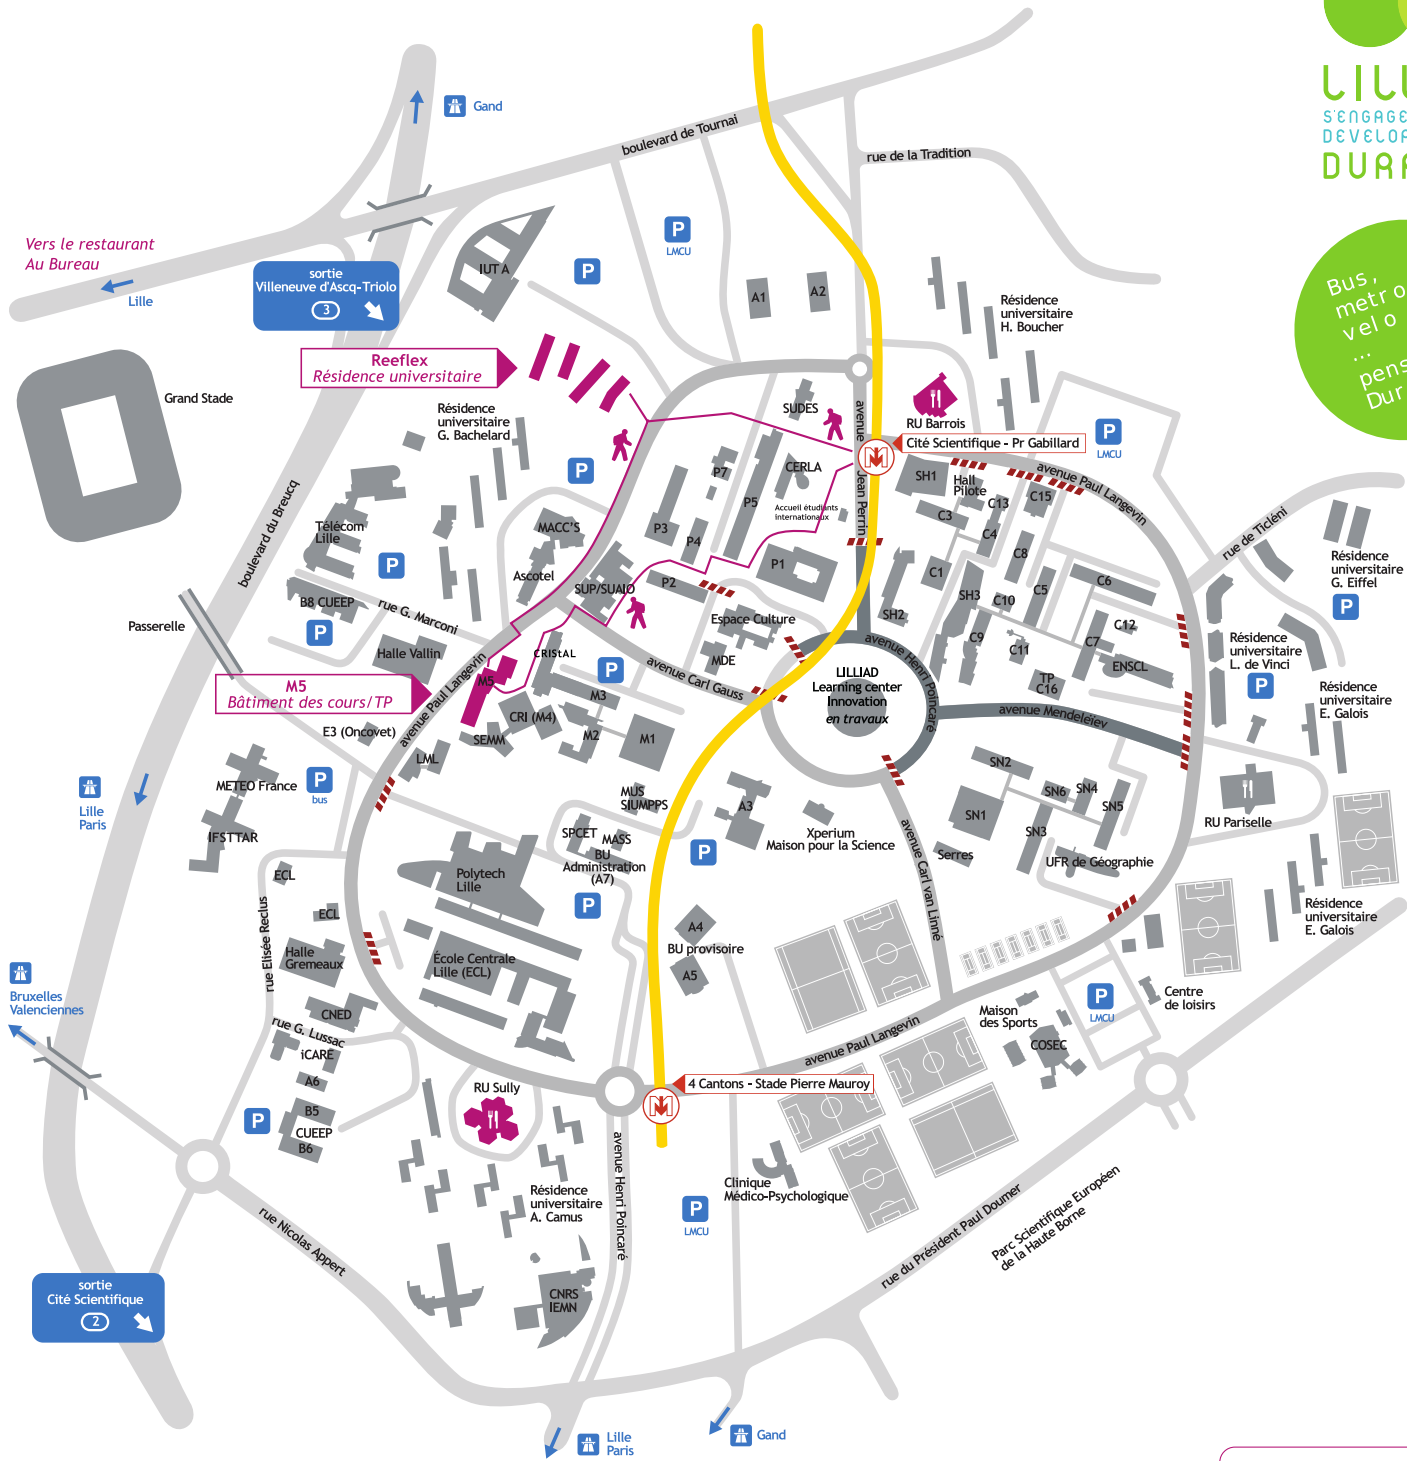 Gand
boulevard de Tournai
rue de la Tradition
S'ENGAGE
DURA
Vers le restaurant
Au Bureau
Lille
sortie
Villeneuve d'Ascq-Triolo
3
IUT A
P
P
LMCU
A1
A2
Résidence
universitaire
H. Boucher
Bus,
metro
velo
...
Reeflex
Résidence universitaire
Grand Stade
Résidence
universitaire
G. Bachelard
SUDES
avenue Jean Perrin
RU Barrois
Cité Scientifique - Pr Gabillard
P
LMCU
avenue Paul Langevin
boulevard du Breucq
P
P7
CERLA
P5
SH1
Hall
Pilote
C13
C15
Accueil étudiants
internationaux
C3
C4
rue de Ticléni
Télécom
Lille
MACC'S
P3
P4
P1
C8
Résidence
universitaire
G. Eiffel
P
P
Ascotel
SUP/SUAIO
P2
C1
SH3
C10
C5
C6
B8 CUEEP
rue G. Marconi
Espace Culture
SH2
C9
C11
C7
C12
Passerelle
P
Halle Vallin
CRIStAL
MDE
avenue Carl Gauss
avenue Henri Poincaré
ENSCL
Résidence
universitaire
L. de Vinci
P
LILLIAD
Learning center
Innovation
en travaux
TP
C16
M5
Bâtiment des cours/TP
M5
P
M3
avenue Paul Langevin
CRI (M4)
avenue Mendeleïev
Résidence
universitaire
E. Galois
E3 (Oncovet)
SEMM
M2
M1
LML
METEO France
P
bus
Lille
Paris
MUS
SIUMPPS
A3
SN2
SN6
SN4
SN5
SN1
SN3
RU Pariselle
IFSTTAR
SPCET
MASS
BU
Administration
(A7)
Xperium
Maison pour la Science
P
Serres
UFR de Géographie
avenue Carl van Linné
ECL
Polytech
Lille
P
ECL
A4
BU provisoire
A5
Résidence
universitaire
E. Galois
rue Elisée Reclus
Halle
Gremeaux
École Centrale
Lille (ECL)
Bruxelles
Valenciennes
CNED
rue G. Lussac
iCARE
A6
Centre
de loisirs
P
LMCU
Maison
des Sports
COSEC
avenue Paul Langevin
RU Sully
4 Cantons - Stade Pierre Mauroy
P
B5
CUEEP
B6
avenue Henri Poincaré
Clinique
Médico-Psychologique
Résidence
universitaire
A. Camus
P
LMCU
rue Nicolas Appert
rue du Président Paul Doumer
Parc Scientifique Européen
de la Haute Borne
sortie
Cité Scientifique
2
CNRS
IEMN
Lille
Paris
Gand